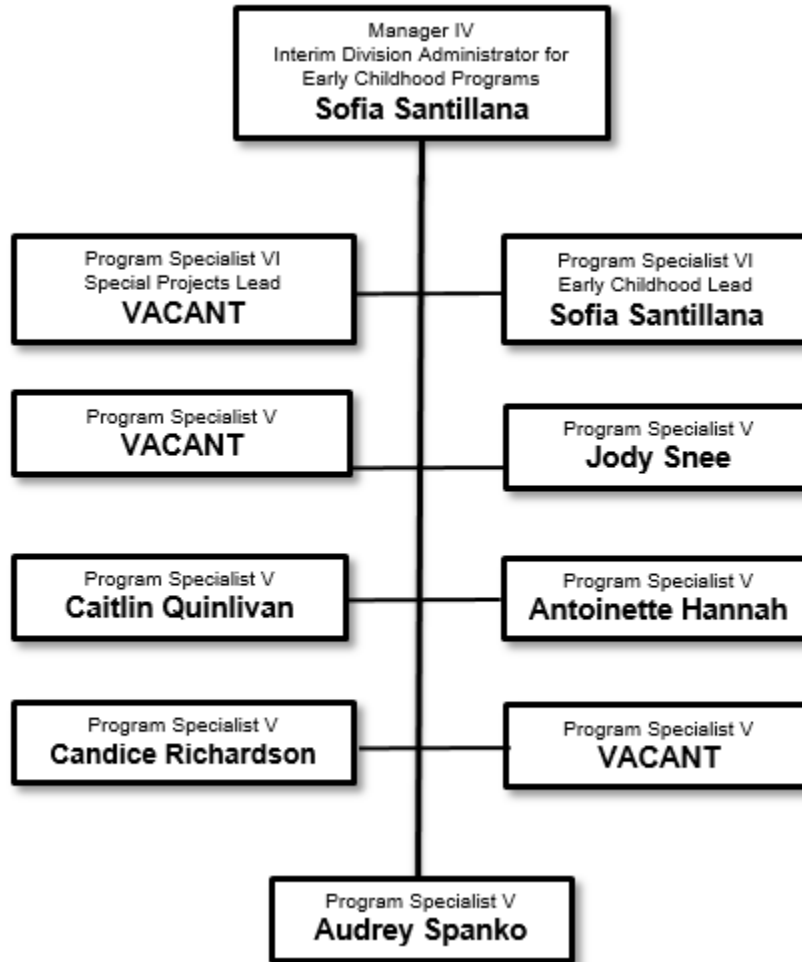 Manager IV
Interim Division Administrator for
Early Childhood Programs
Sofia Santillana
Program Specialist VI
Special Projects Lead
VACANT
Program Specialist VI
Early Childhood Lead
Sofia Santillana
Program Specialist V
VACANT
Program Specialist V
Jody Snee
Program Specialist V
Caitlin Quinlivan
Program Specialist V
Antoinette Hannah
Program Specialist V
Candice Richardson
Program Specialist V
VACANT
Program Specialist V
Audrey Spanko